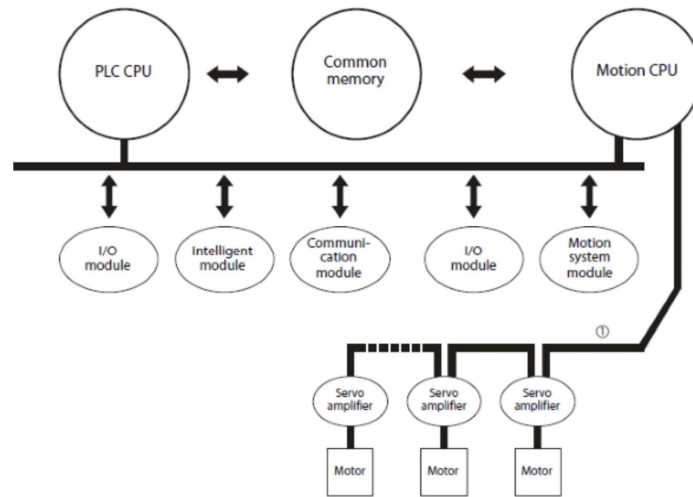 PLC CPU
Common
memory
Motion CPU
I/O
module
Intelligent
module
Communi-
cation
module
I/O
module
Motion
system
module
①
Servo
amplifier
Servo
amplifier
Servo
amplifier
Motor
Motor
Motor